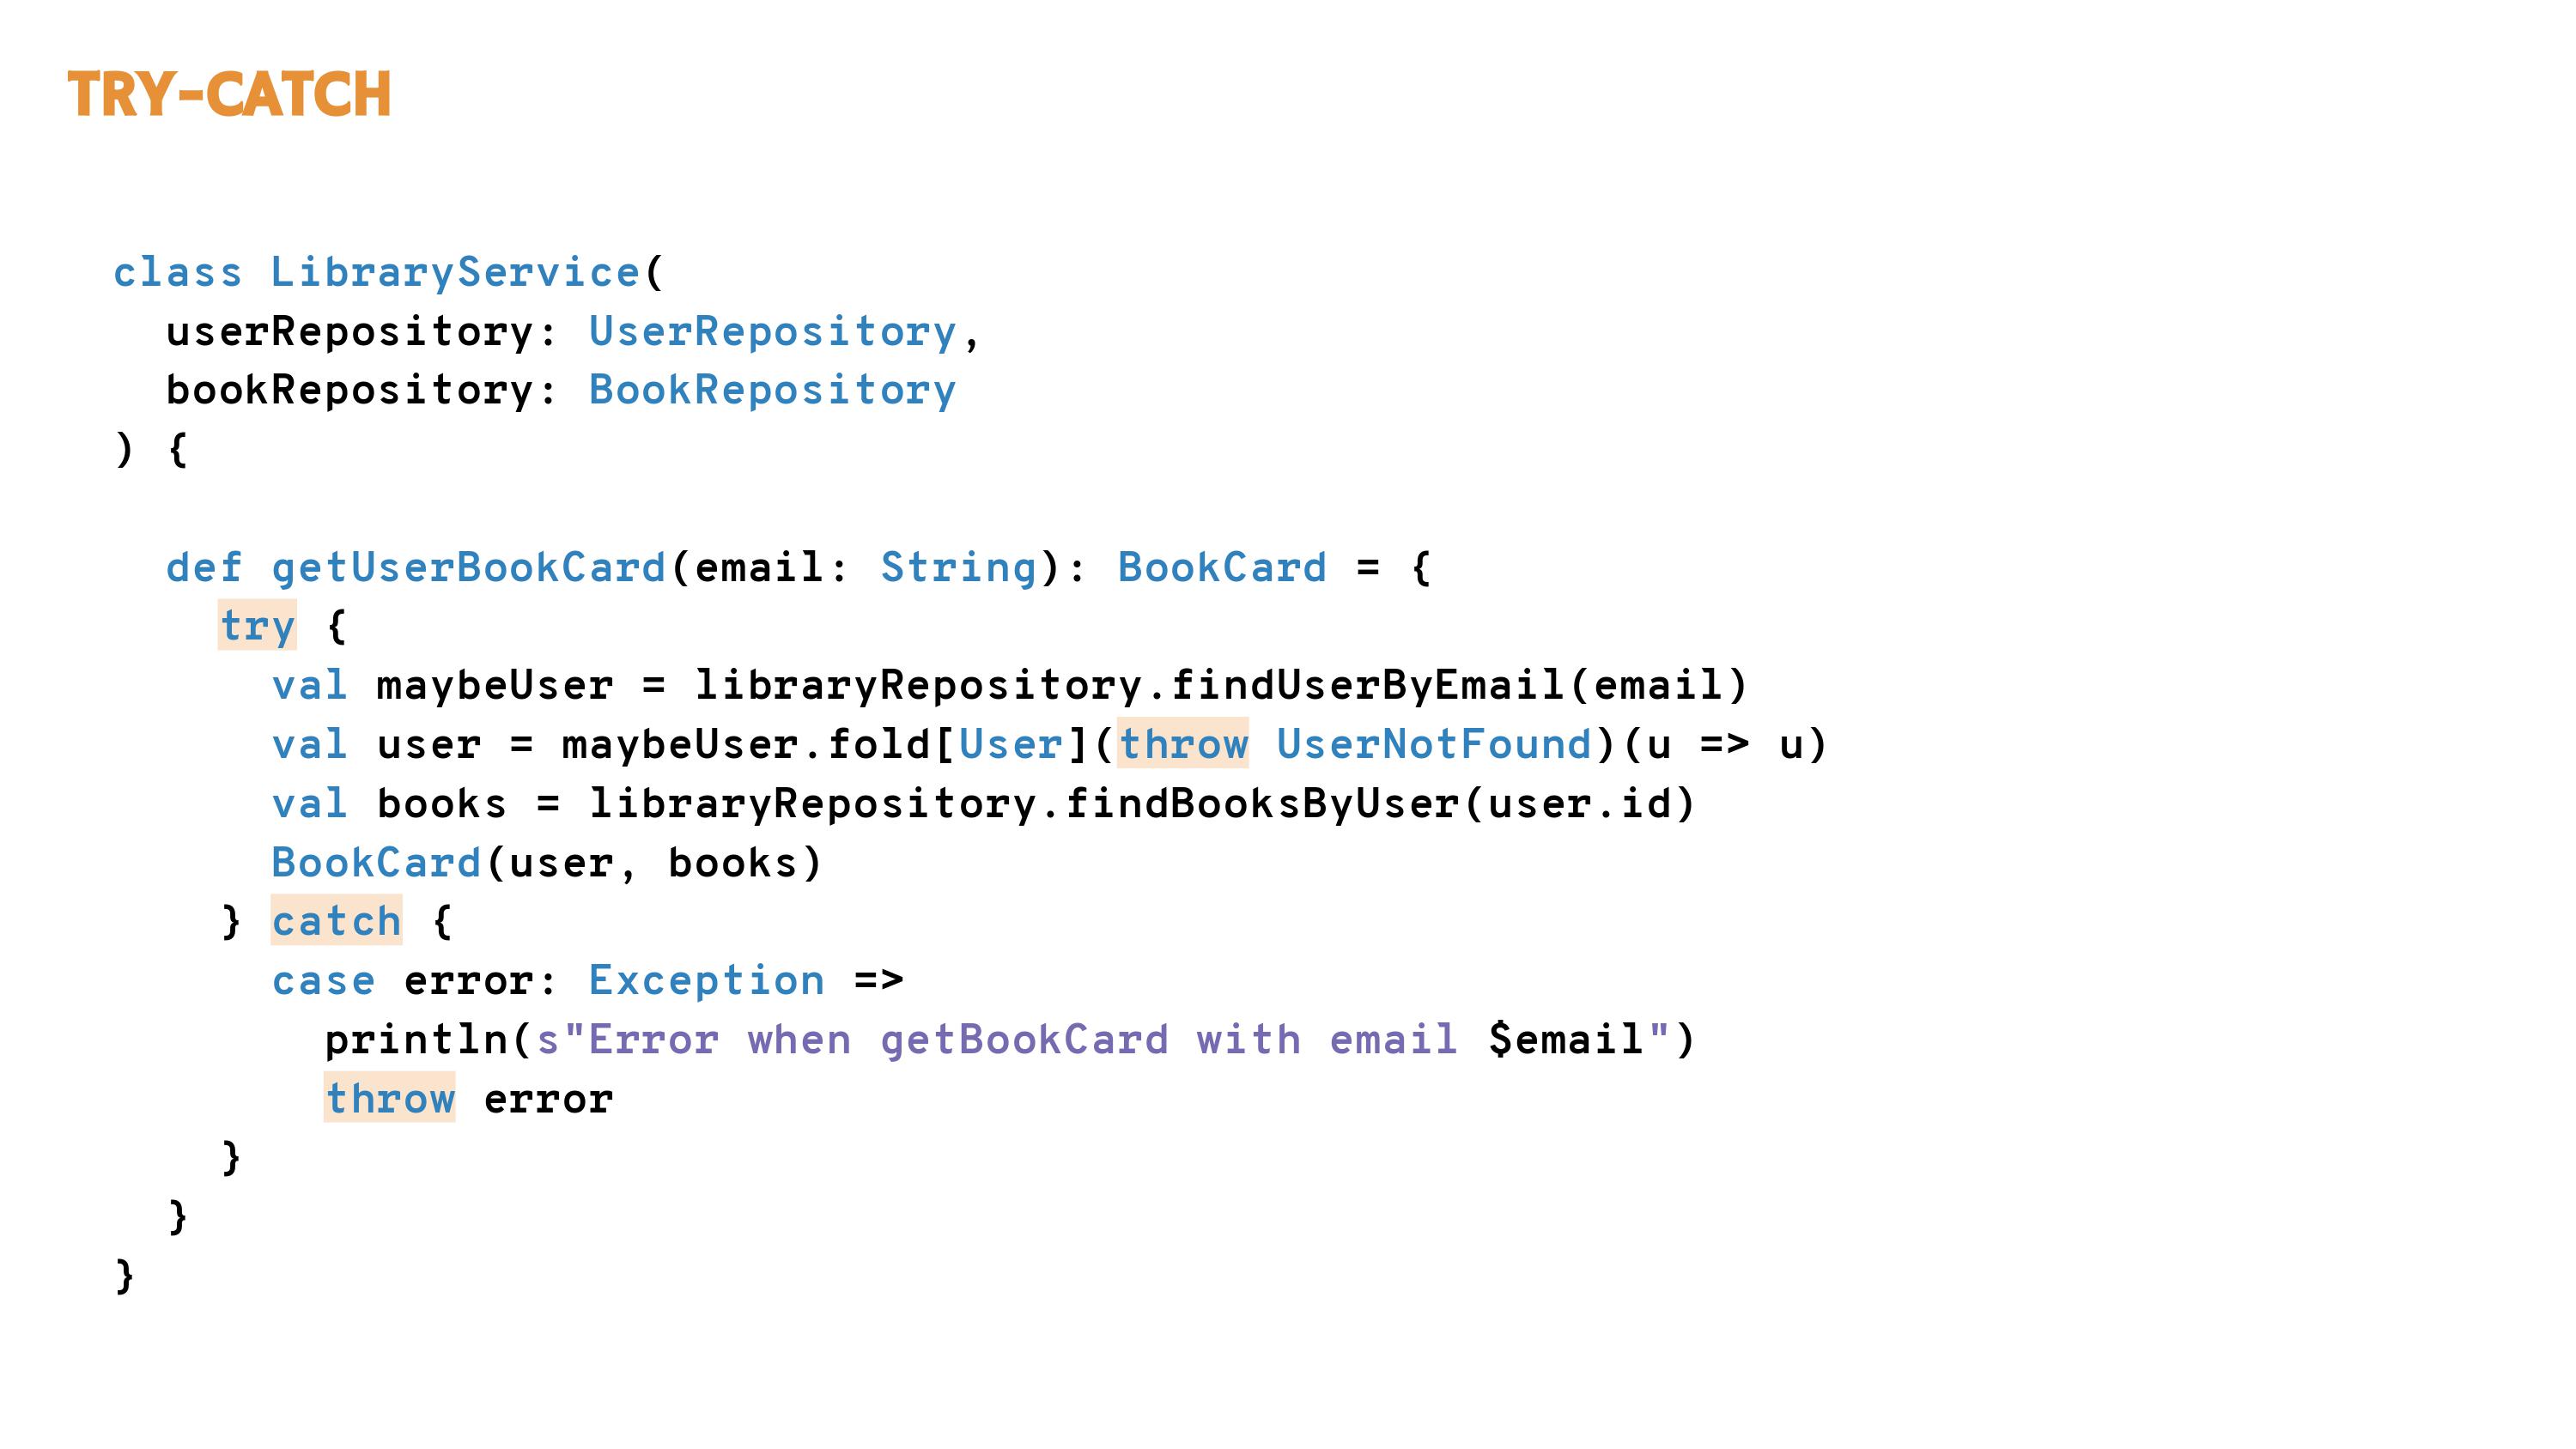 TRY-CATCH
class LibraryService(
  userRepository: UserRepository,
  bookRepository: BookRepository
) {
  def getUserBookCard(email: String): BookCard = {
    try {
      val maybeUser = libraryRepository.findUserByEmail(email)
      val user = maybeUser.fold[User](throw UserNotFound)(u => u)
      val books = libraryRepository.findBooksByUser(user.id)
      BookCard(user, books)
    } catch {
      case error: Exception =>
        println(s"Error when getBookCard with email $email")
        throw error
    }
  }
}